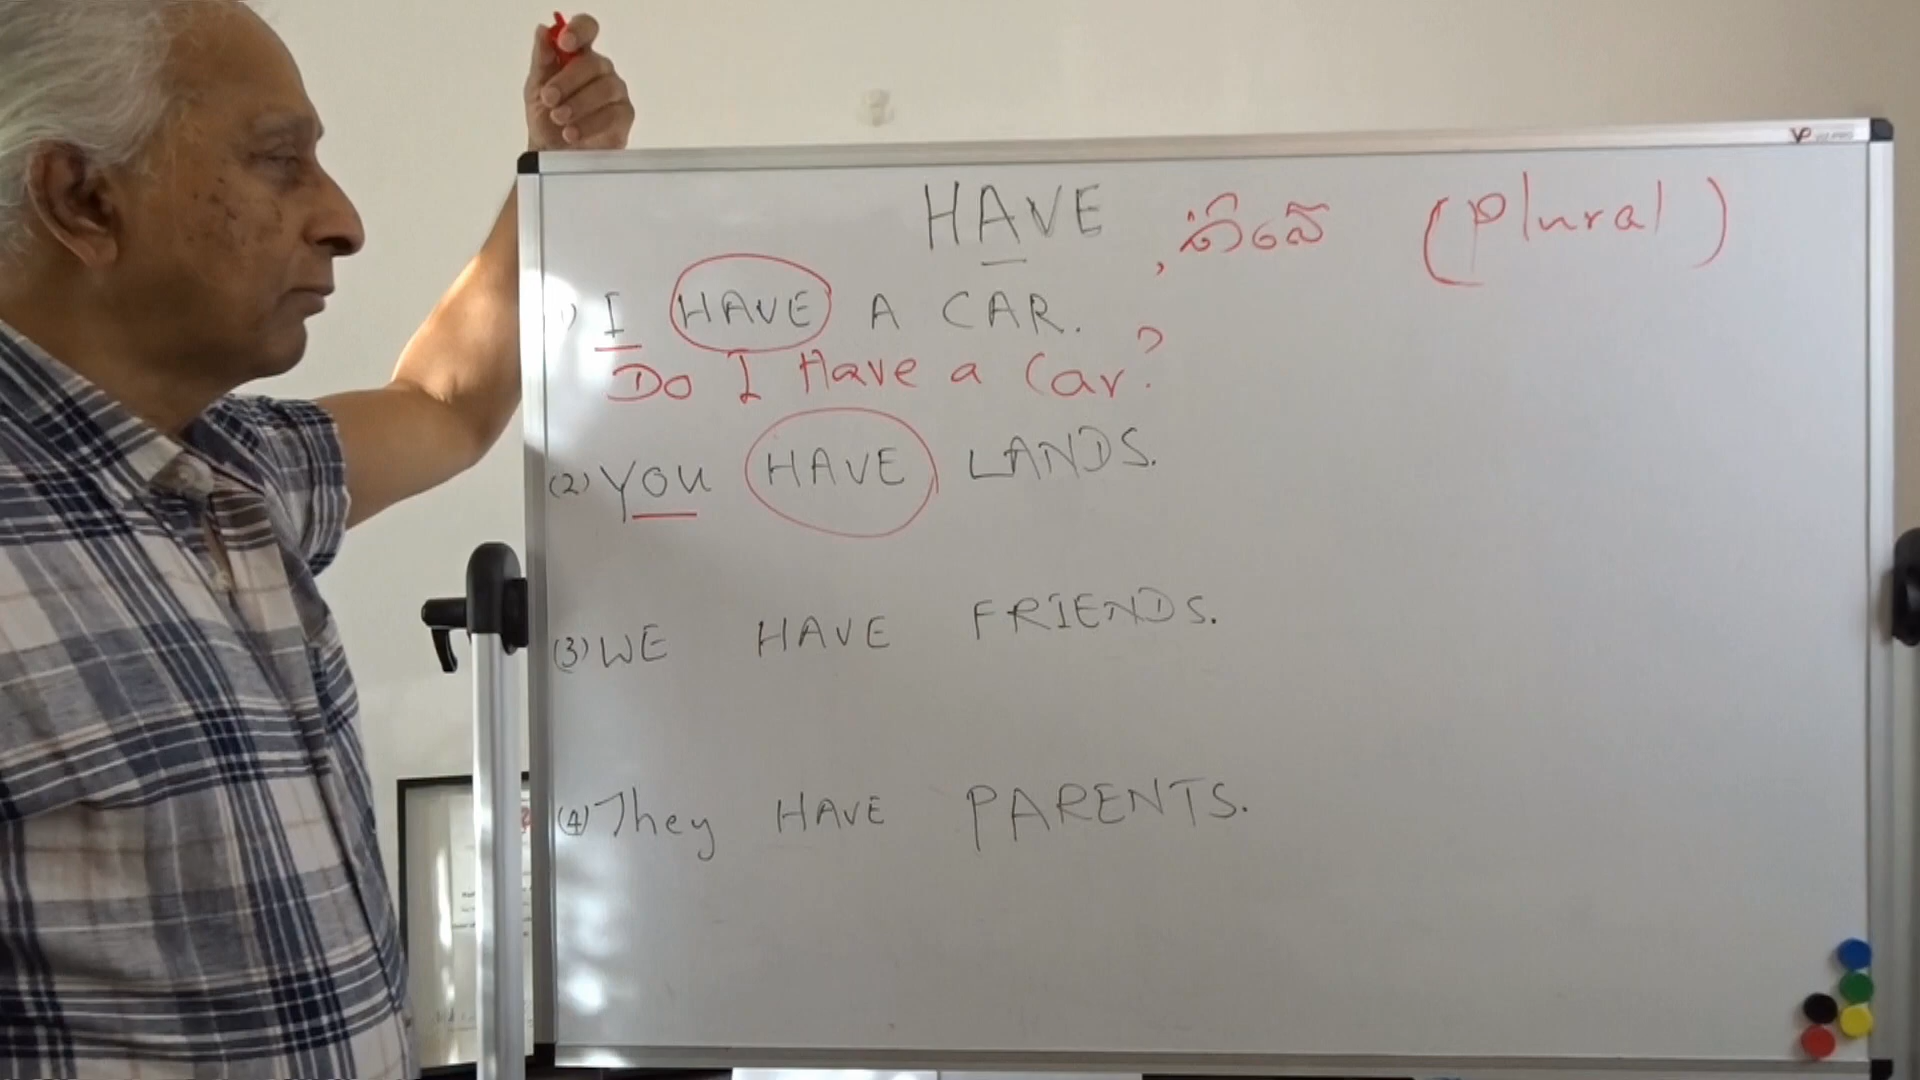 HAVE , තිබේ (Plural)
1) I HAVE A CAR.
Do I Have a Car?
(2) YOU HAVE LANDS.
(3) WE HAVE FRIENDS.
(4) They HAVE PARENTS.